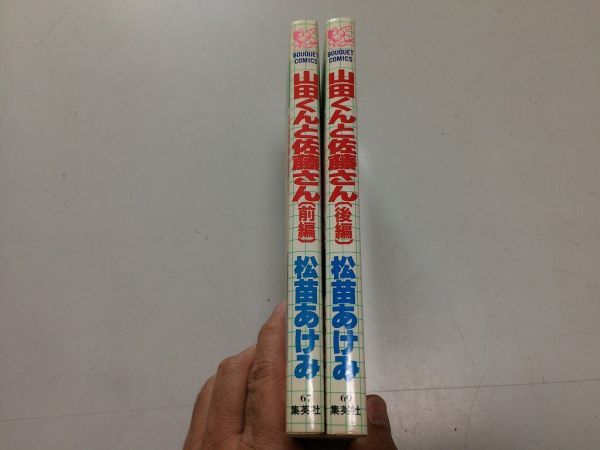 BOUQUET
COMICS
山田くんと佐藤さん〔前編〕
松苗あけみ
67
集英社
BOUQUET
COMICS
山田くんと佐藤さん〔後編〕
松苗あけみ
69
集英社